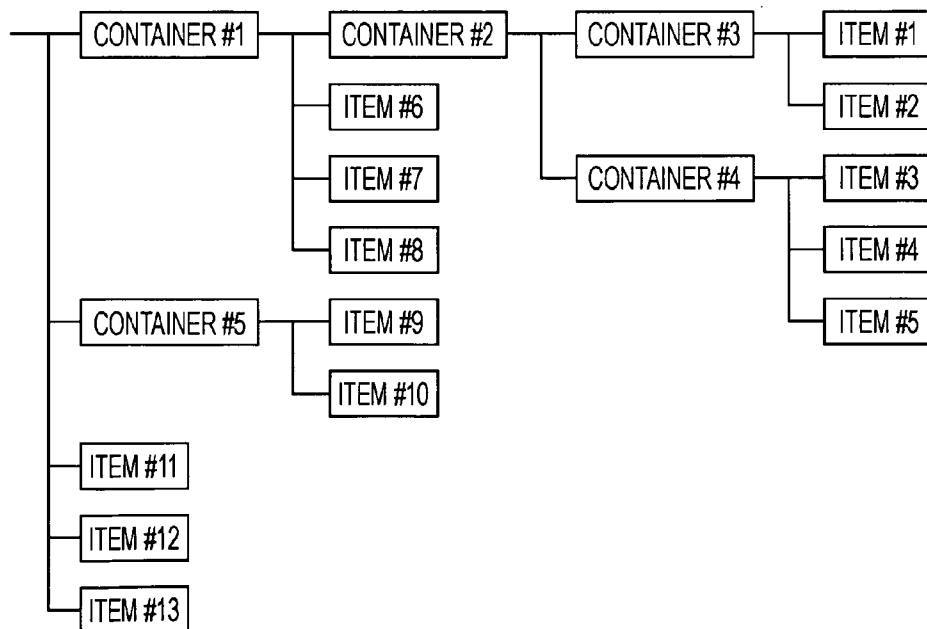 CONTAINER #1 CONTAINER #2 CONTAINER #3 ITEM #1
ITEM #6 ITEM #2
ITEM #7 CONTAINER #4 ITEM #3
ITEM #8 ITEM #4
CONTAINER #5 ITEM #9 ITEM #5
ITEM #10
ITEM #11
ITEM #12
ITEM #13